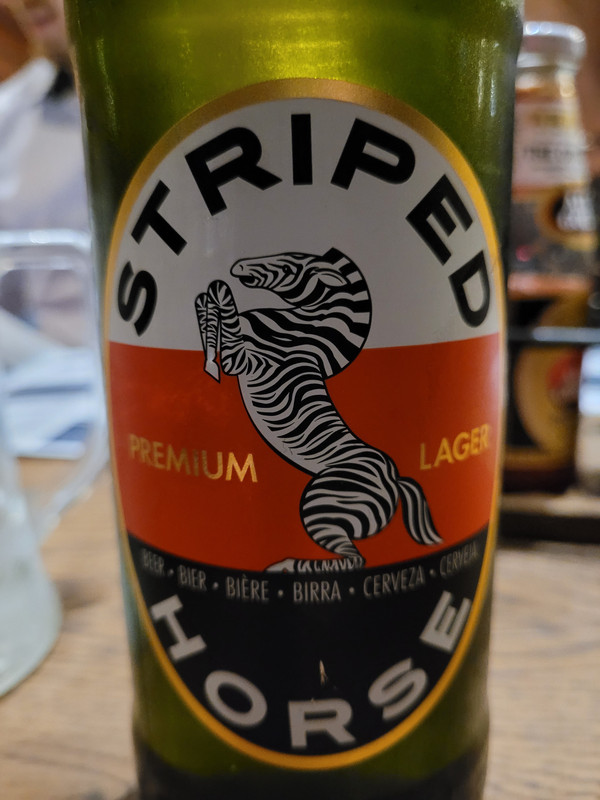 STRIPED
PREMIUM LAGER
BEER • BIER • BIÈRE • BIRRA • CERVEZA • CERVEJA
HORSE